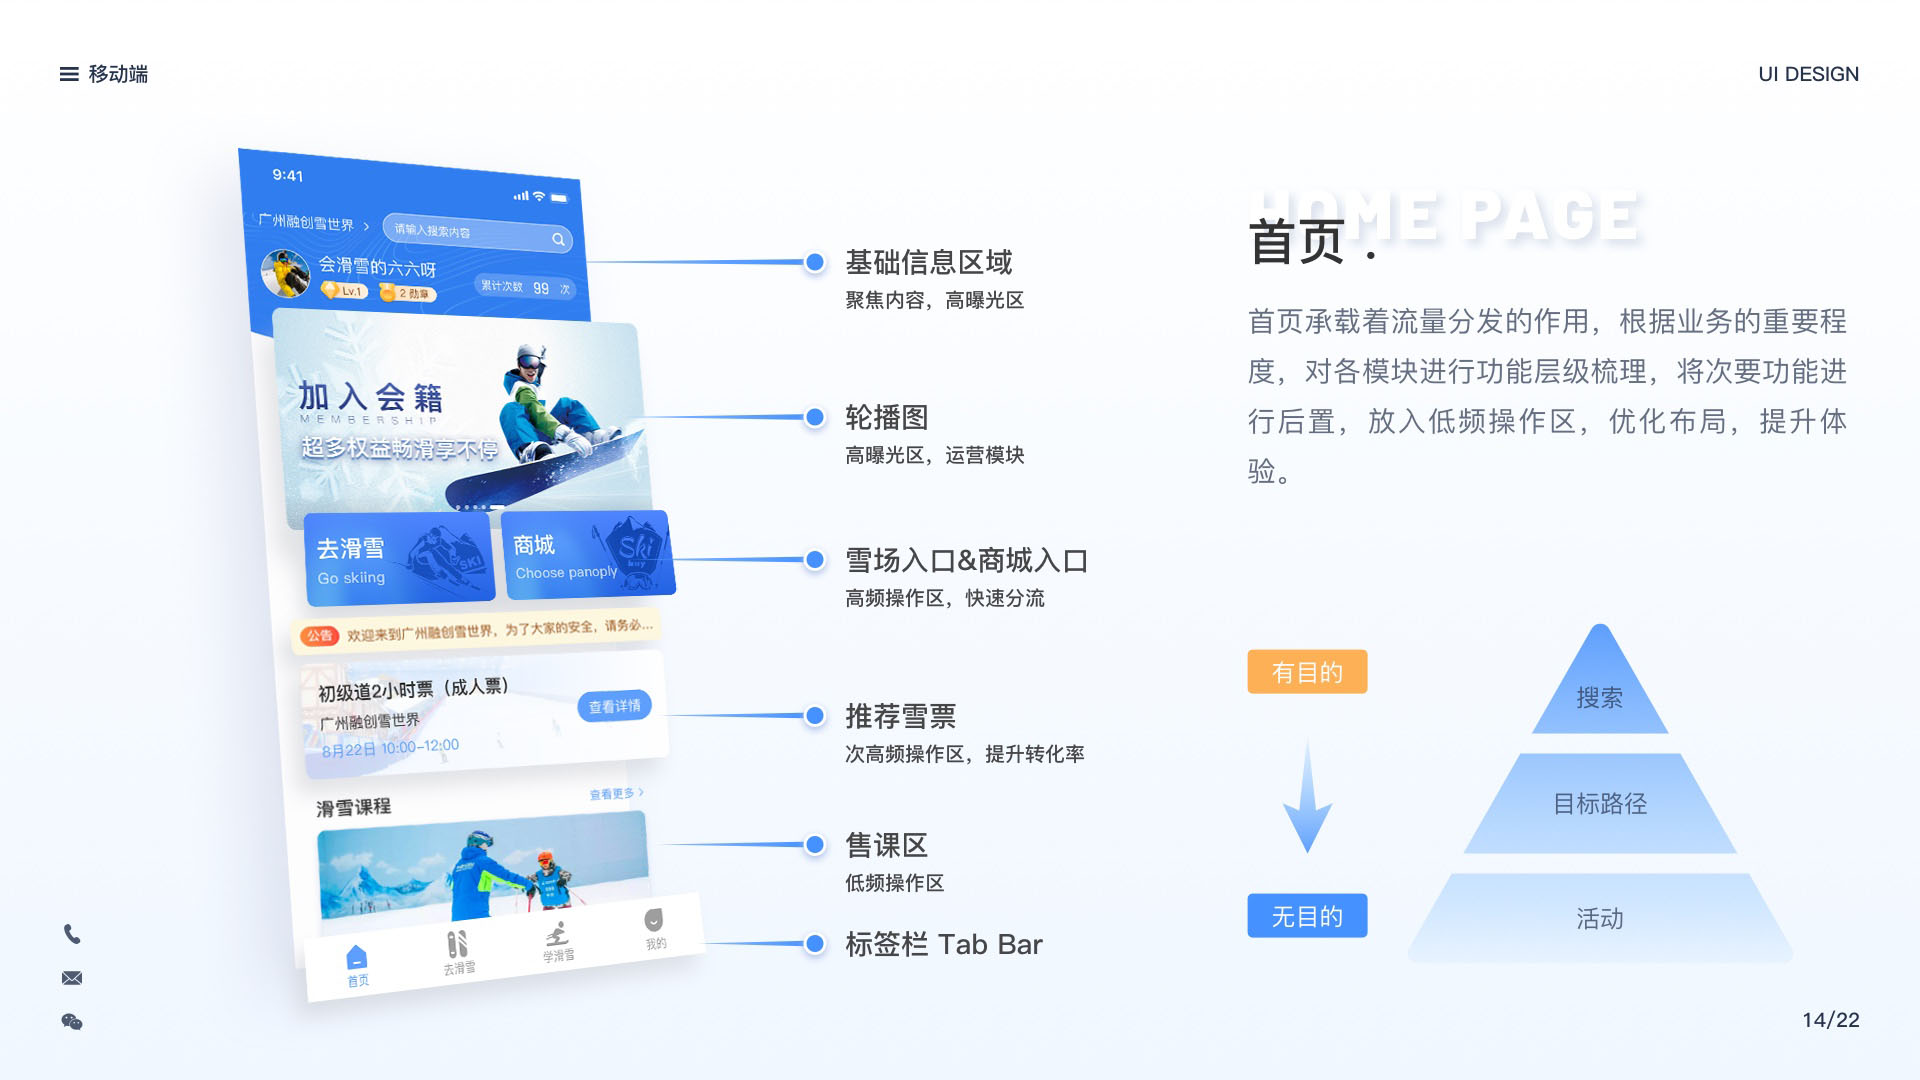 移动端
UI DESIGN
9:41
广州融创雪世界
请输入搜索内容
会滑雪的六六呀
Lv.1
2 勋章
累计次数 99 次
加入会籍
MEMBERSHIP
超多权益畅滑享不停
去滑雪
Go skiing
SKI
商城
Choose panoply
Ski
buy
公告
欢迎来到广州融创雪世界，为了大家的安全，请务必...
初级道2小时票（成人票）
广州融创雪世界
8月22日 10:00-12:00
查看详情
滑雪课程
查看更多
首页
去滑雪
学滑雪
我的
基础信息区域
聚焦内容，高曝光区
轮播图
高曝光区，运营模块
雪场入口&商城入口
高频操作区，快速分流
推荐雪票
次高频操作区，提升转化率
售课区
低频操作区
标签栏 Tab Bar
HOME PAGE
首页 .
首页承载着流量分发的作用，根据业务的重要程
度，对各模块进行功能层级梳理，将次要功能进
行后置，放入低频操作区，优化布局，提升体
验。
有目的
无目的
搜索
目标路径
活动
14/22